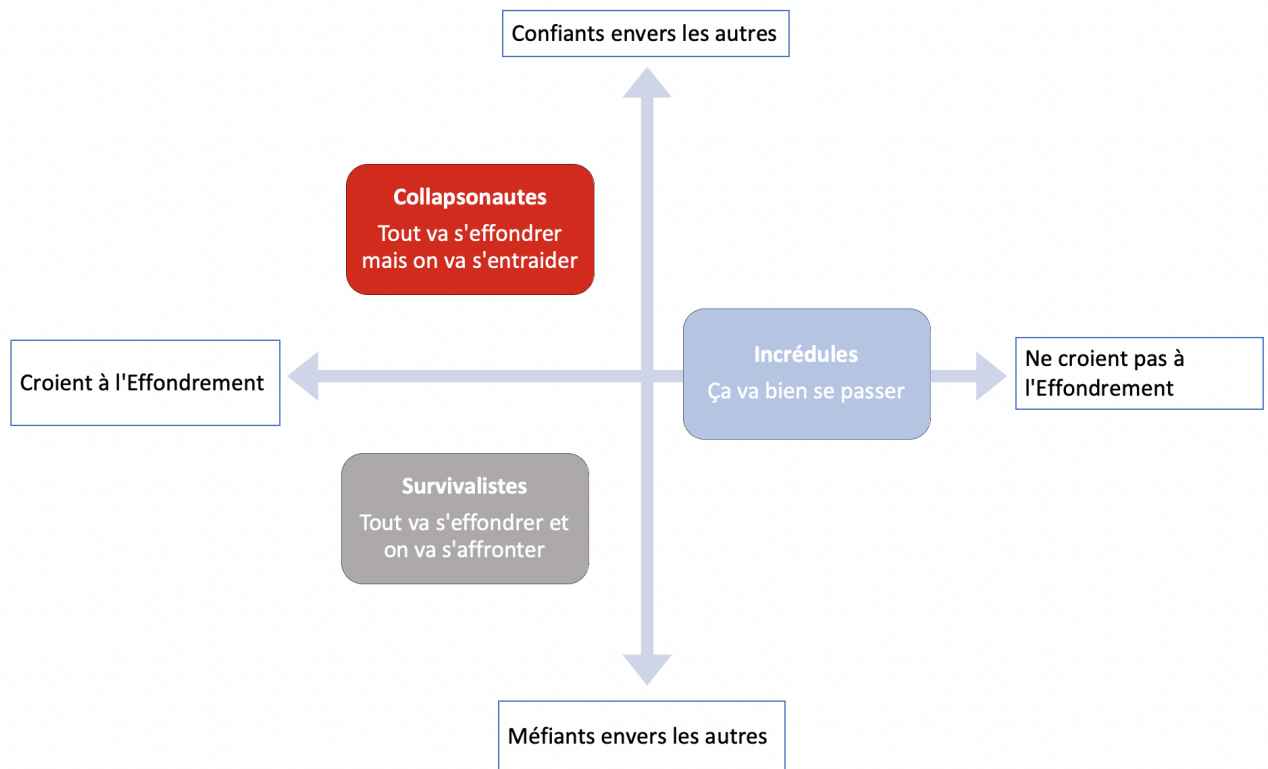 Confiants envers les autres
Collapsonautes
Tout va s'effondrer
mais on va s'entraider
Incrédules
Ça va bien se passer
Croient à l'Effondrement
Ne croient pas à
l'Effondrement
Survivalistes
Tout va s'effondrer et
on va s'affronter
Méfiants envers les autres